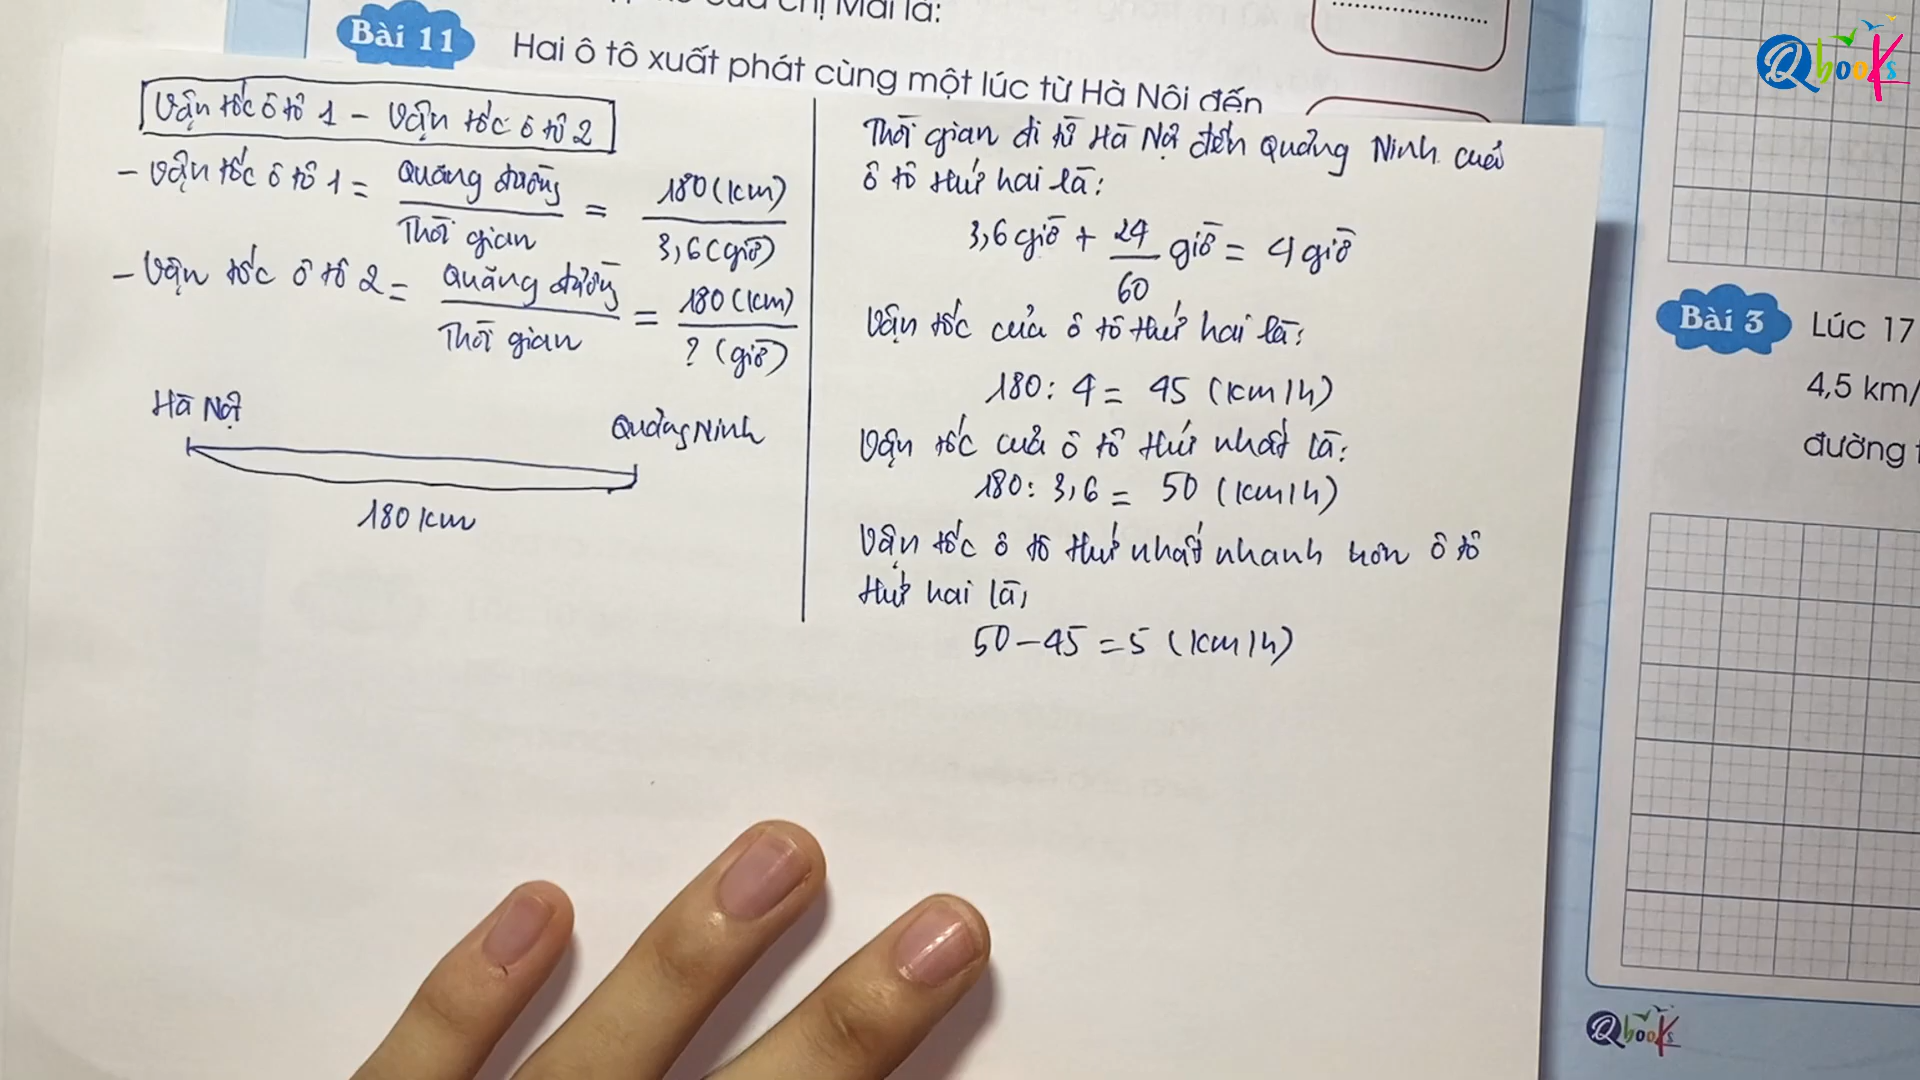 của chị Mai là:
Bài 11
Hai ô tô xuất phát cùng một lúc từ Hà Nội đến
Vận tốc ô tô 1 – Vận tốc ô tô 2
– Vận tốc ô tô 1 = Quãng đường / Thời gian = 180 (km) / 3,6 (giờ)
– Vận tốc ô tô 2 = Quãng đường / Thời gian = 180 (km) / ? (giờ)
Hà Nội
Quảng Ninh
180 km
Thời gian đi từ Hà Nội đến Quảng Ninh của
ô tô thứ hai là:
3,6 giờ + 24/60 giờ = 4 giờ
Vận tốc của ô tô thứ hai là:
180 : 4 = 45 (km/h)
Vận tốc của ô tô thứ nhất là:
180 : 3,6 = 50 (km/h)
Vận tốc ô tô thứ nhất nhanh hơn ô tô
thứ hai là:
50 – 45 = 5 (km/h)
Qbooks
Bài 3
Lúc 17
4,5 km/
đường
Qbooks